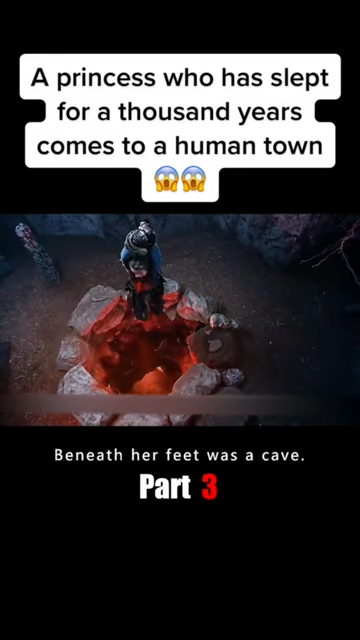 A princess who has slept
for a thousand years
comes to a human town
😱😱
Beneath her feet was a cave.
Part 3